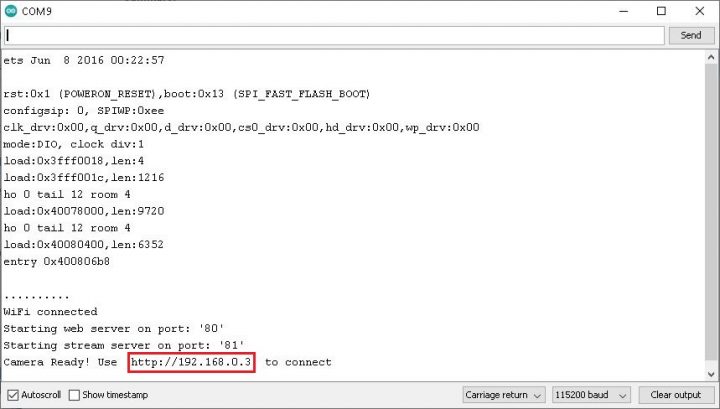 COM9
Send
ets Jun  8 2016 00:22:57
rst:0x1 (POWERON_RESET),boot:0x13 (SPI_FAST_FLASH_BOOT)
configsip: 0, SPIWP:0xee
clk_drv:0x00,q_drv:0x00,d_drv:0x00,cs0_drv:0x00,hd_drv:0x00,wp_drv:0x00
mode:DIO, clock div:1
load:0x3fff0018,len:4
load:0x3fff001c,len:1216
ho 0 tail 12 room 4
load:0x40078000,len:9720
ho 0 tail 12 room 4
load:0x40080400,len:6352
entry 0x400806b8
..........
WiFi connected
Starting web server on port: '80'
Starting stream server on port: '81'
Camera Ready! Use http://192.168.0.3 to connect
Autoscroll Show timestamp Carriage return 115200 baud Clear output